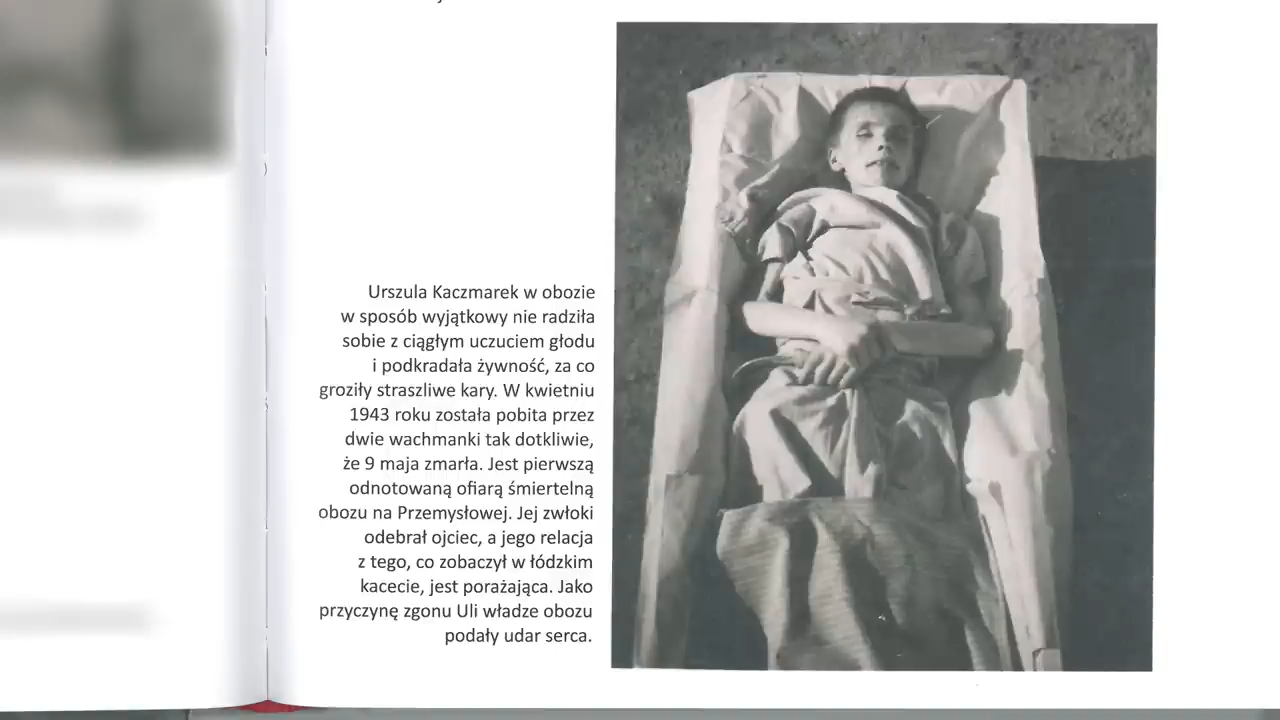 Urszula Kaczmarek w obozie
w sposób wyjątkowy nie radziła
sobie z ciągłym uczuciem głodu
i podkradała żywność, za co
groziły straszliwe kary. W kwietniu
1943 roku została pobita przez
dwie wachmanki tak dotkliwie,
że 9 maja zmarła. Jest pierwszą
odnotowaną ofiarą śmiertelną
obozu na Przemysłowej. Jej zwłoki
odebrał ojciec, a jego relacja
z tego, co zobaczył w łódzkim
kacecie, jest porażająca. Jako
przyczynę zgonu Uli władze obozu
podały udar serca.